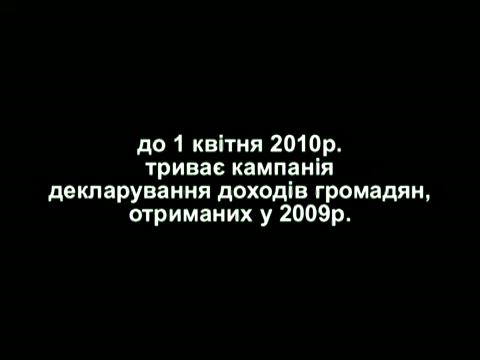 до 1 квітня 2010р.
триває кампанія
декларування доходів громадян,
отриманих у 2009р.